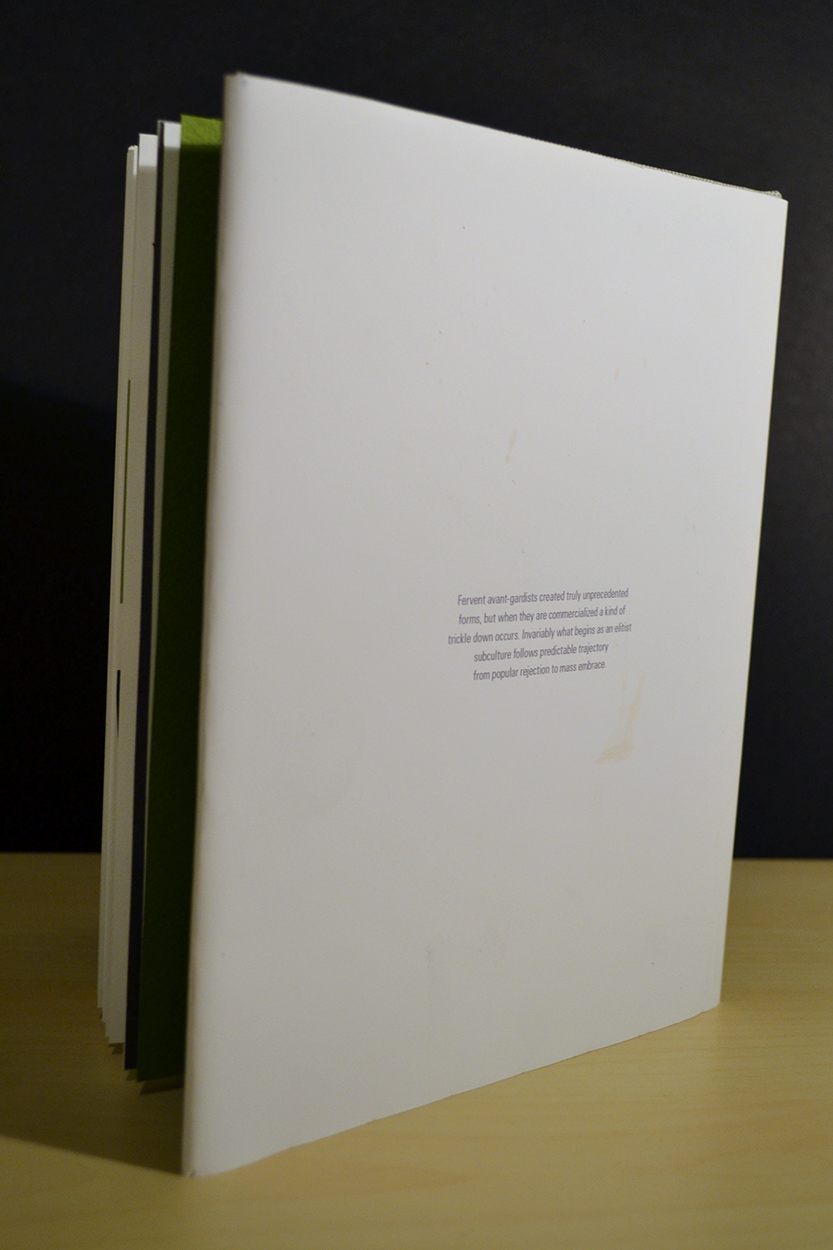 Fervent avant-gardists created truly unprecedented
forms, but when they are commercialized a kind of
trickle down occurs. Invariably what begins as an elitist
subculture follows predictable trajectory
from popular rejection to mass embrace.